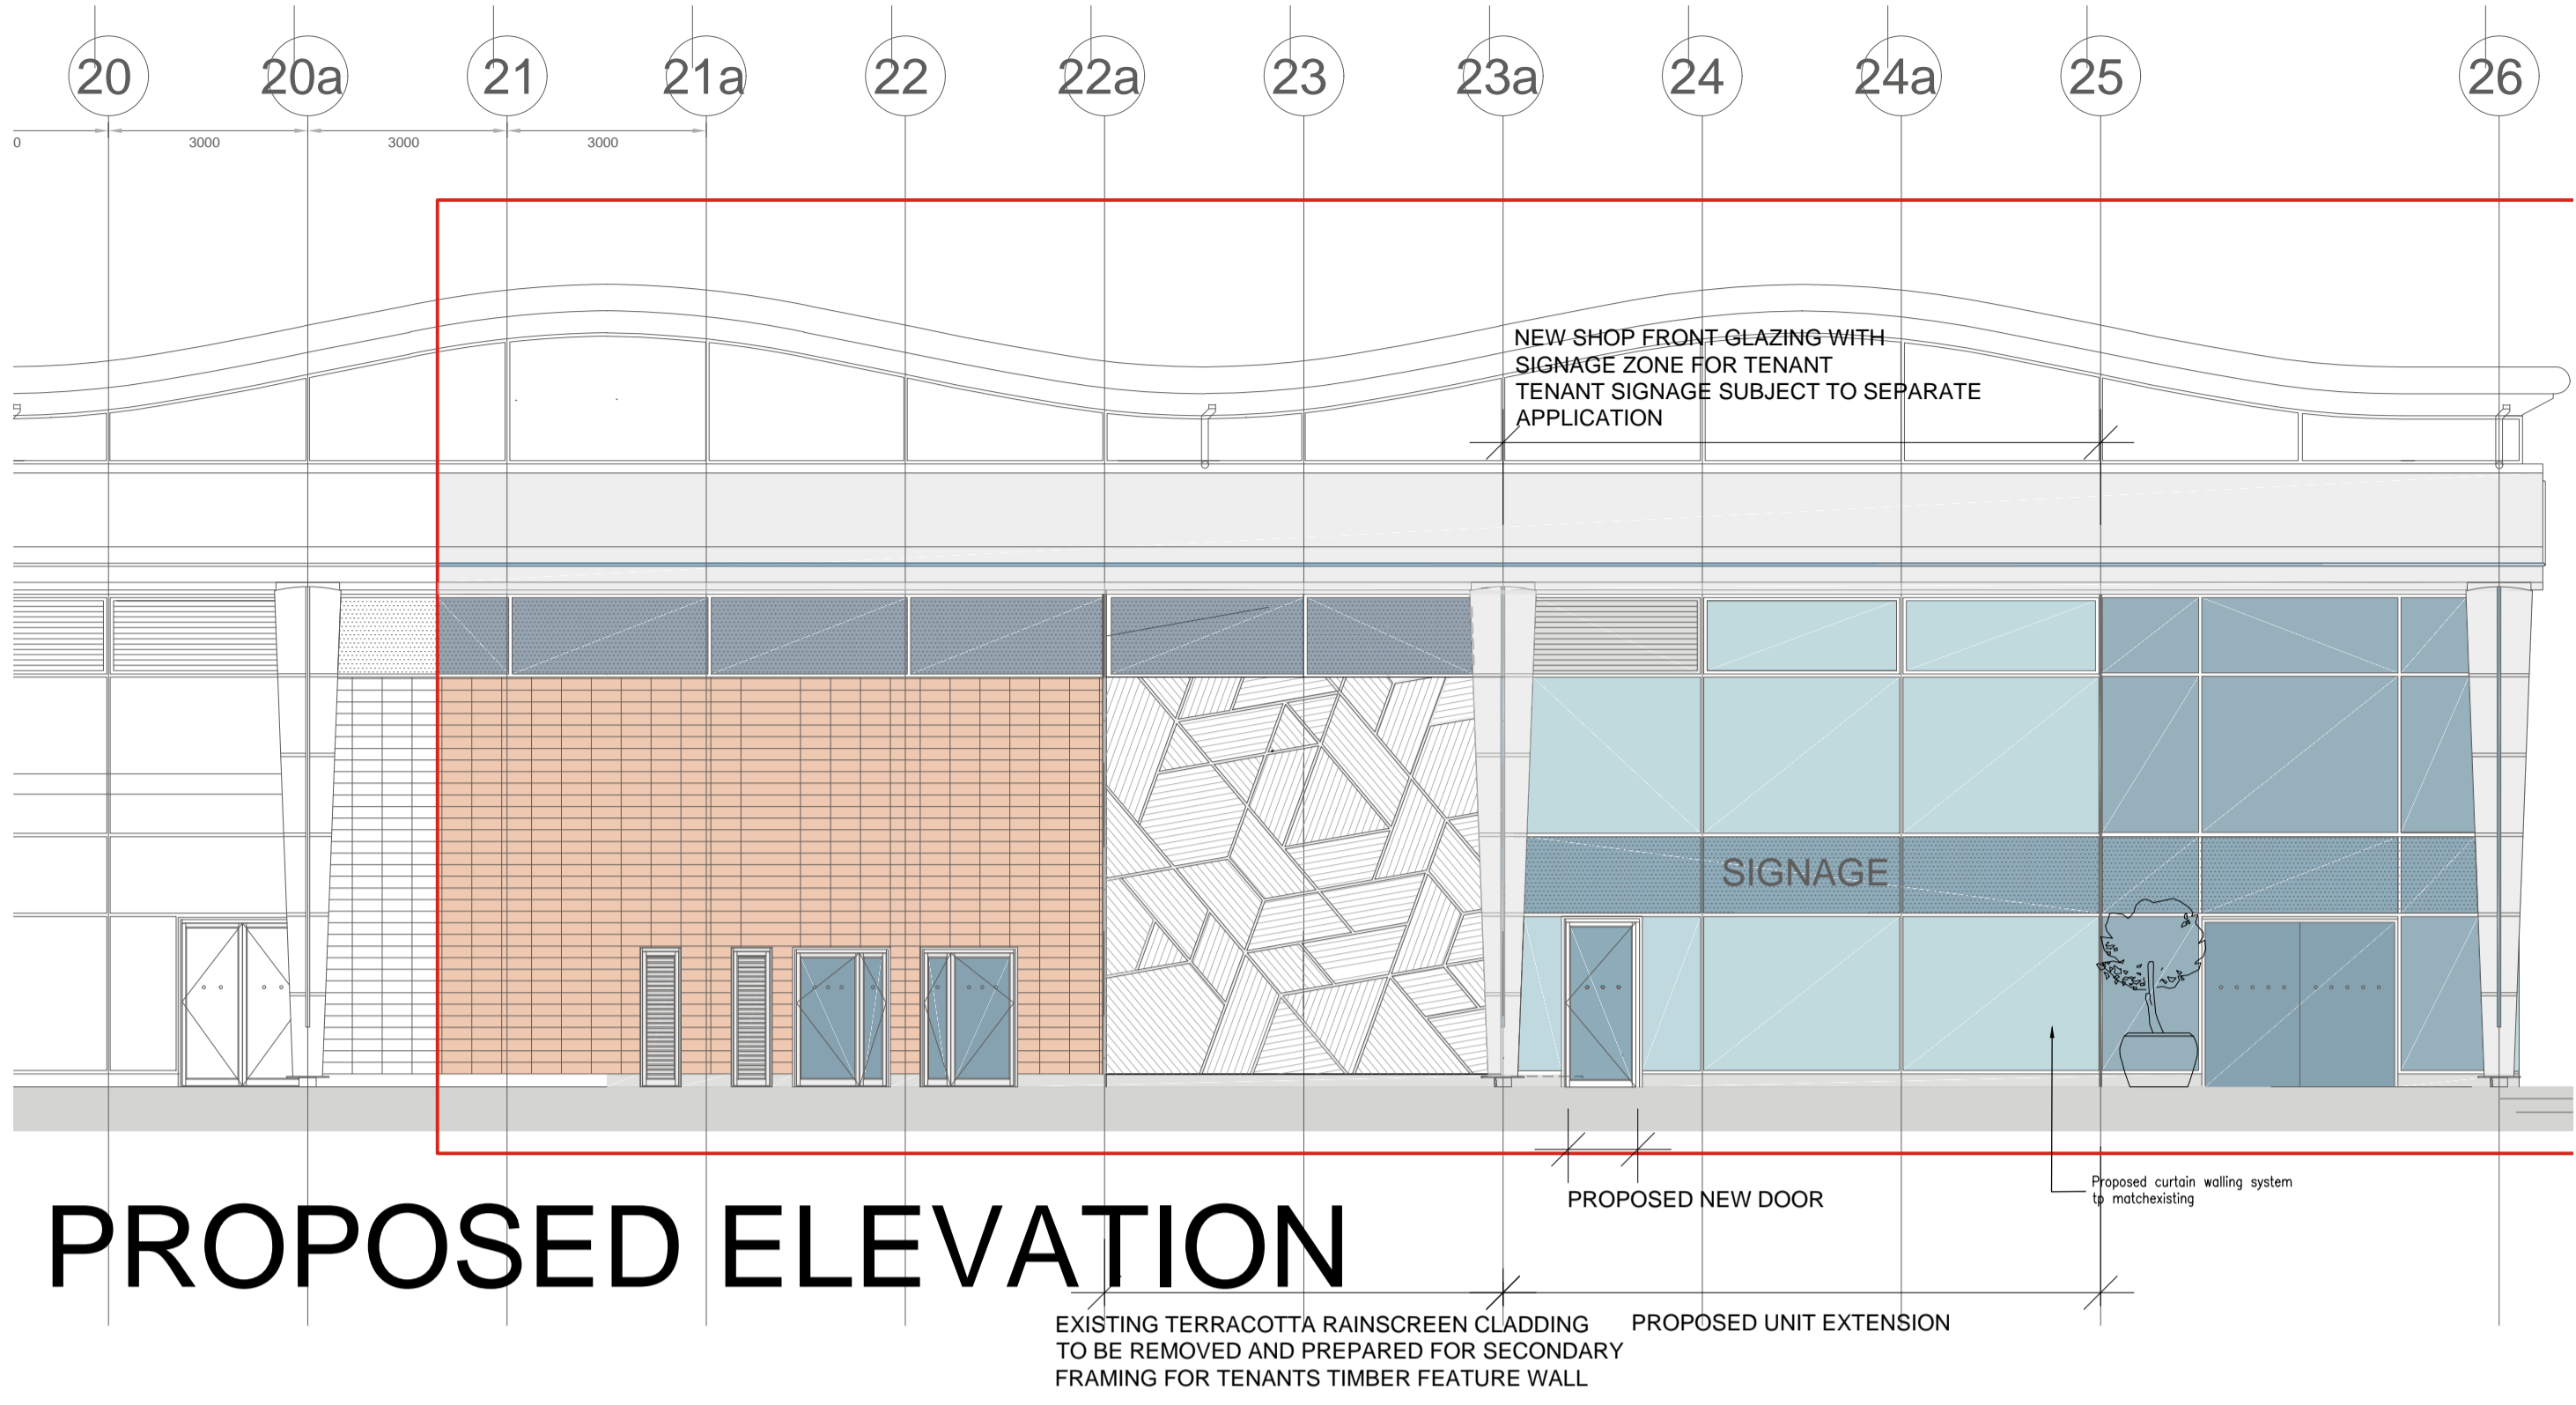 20 20a 21 21a 22 22a 23 23a 24 24a 25 26
0 3000 3000 3000
NEW SHOP FRONT GLAZING WITH
SIGNAGE ZONE FOR TENANT
TENANT SIGNAGE SUBJECT TO SEPARATE
APPLICATION
SIGNAGE
PROPOSED NEW DOOR
Proposed curtain walling system
tp matchexisting
PROPOSED ELEVATION
EXISTING TERRACOTTA RAINSCREEN CLADDING
TO BE REMOVED AND PREPARED FOR SECONDARY
FRAMING FOR TENANTS TIMBER FEATURE WALL
PROPOSED UNIT EXTENSION